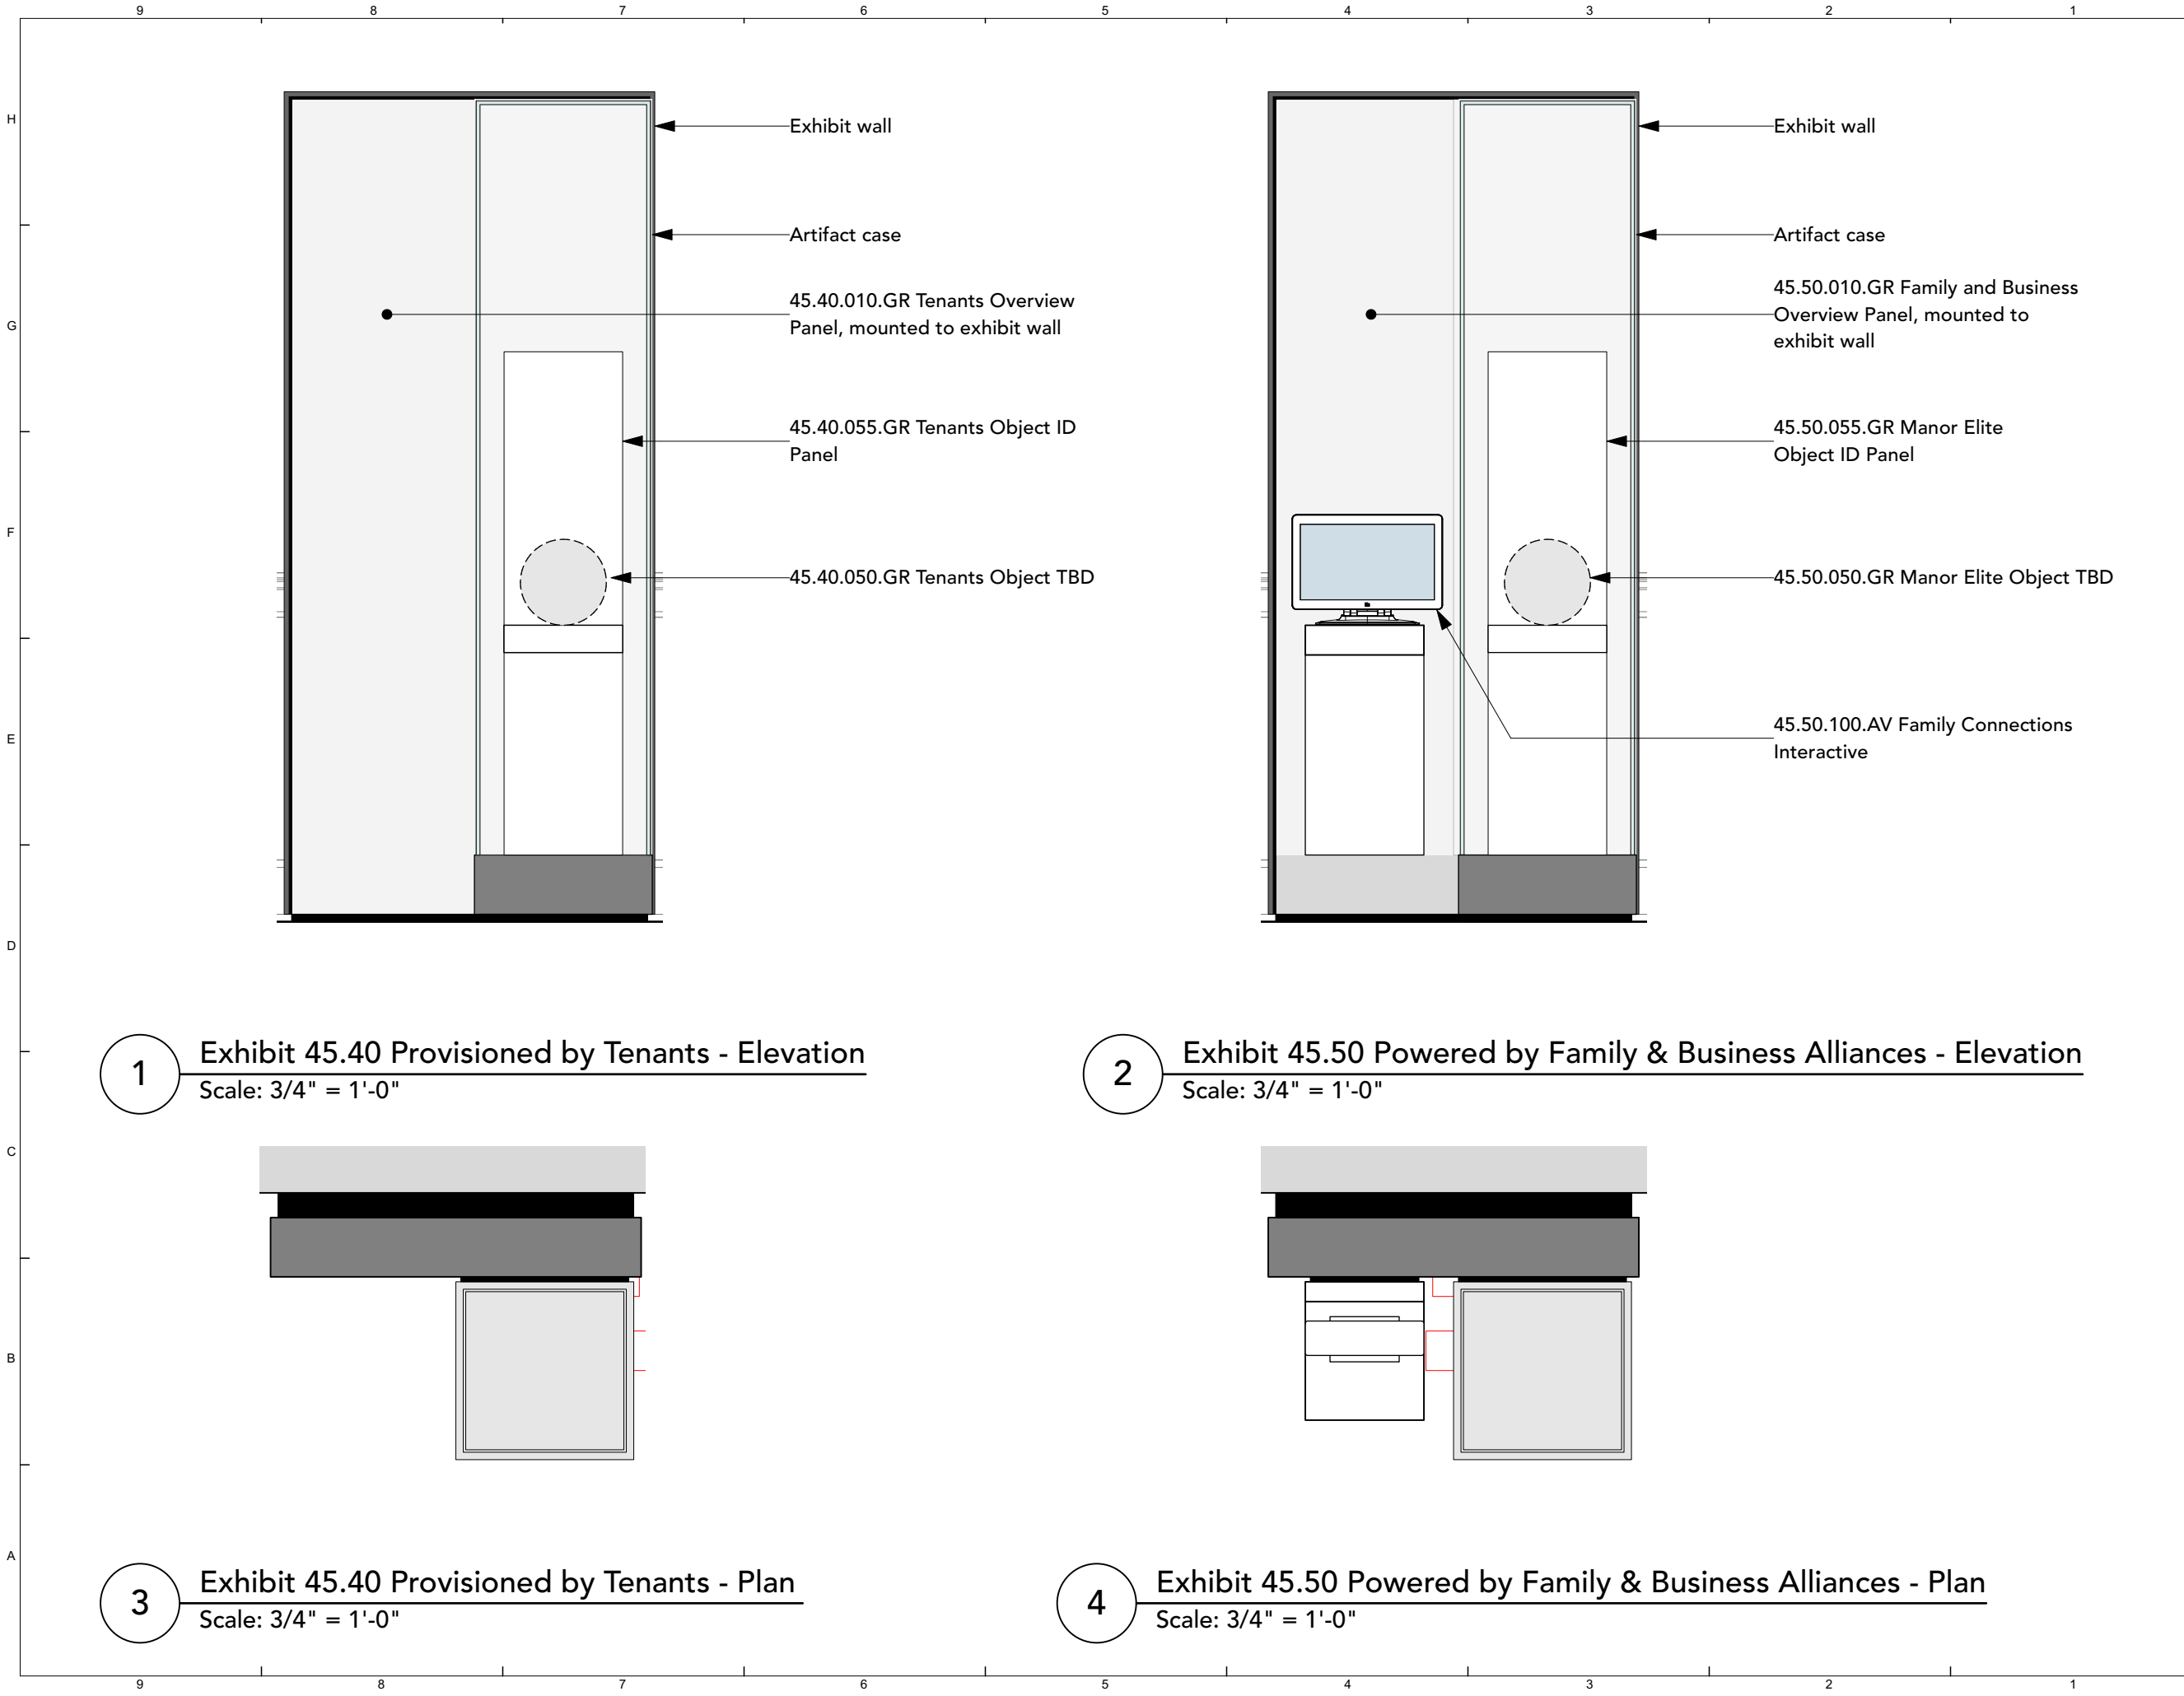 9 8 7 6 5 4 3 2 1
H
G
F
E
D
C
B
A
Exhibit wall
Artifact case
45.40.010.GR Tenants Overview
Panel, mounted to exhibit wall
45.40.055.GR Tenants Object ID
Panel
45.40.050.GR Tenants Object TBD
1
Exhibit 45.40 Provisioned by Tenants - Elevation
Scale: 3/4" = 1'-0"
Exhibit wall
Artifact case
45.50.010.GR Family and Business
Overview Panel, mounted to
exhibit wall
45.50.055.GR Manor Elite
Object ID Panel
45.50.050.GR Manor Elite Object TBD
45.50.100.AV Family Connections
Interactive
2
Exhibit 45.50 Powered by Family & Business Alliances - Elevation
Scale: 3/4" = 1'-0"
3
Exhibit 45.40 Provisioned by Tenants - Plan
Scale: 3/4" = 1'-0"
4
Exhibit 45.50 Powered by Family & Business Alliances - Plan
Scale: 3/4" = 1'-0"
9 8 7 6 5 4 3 2 1